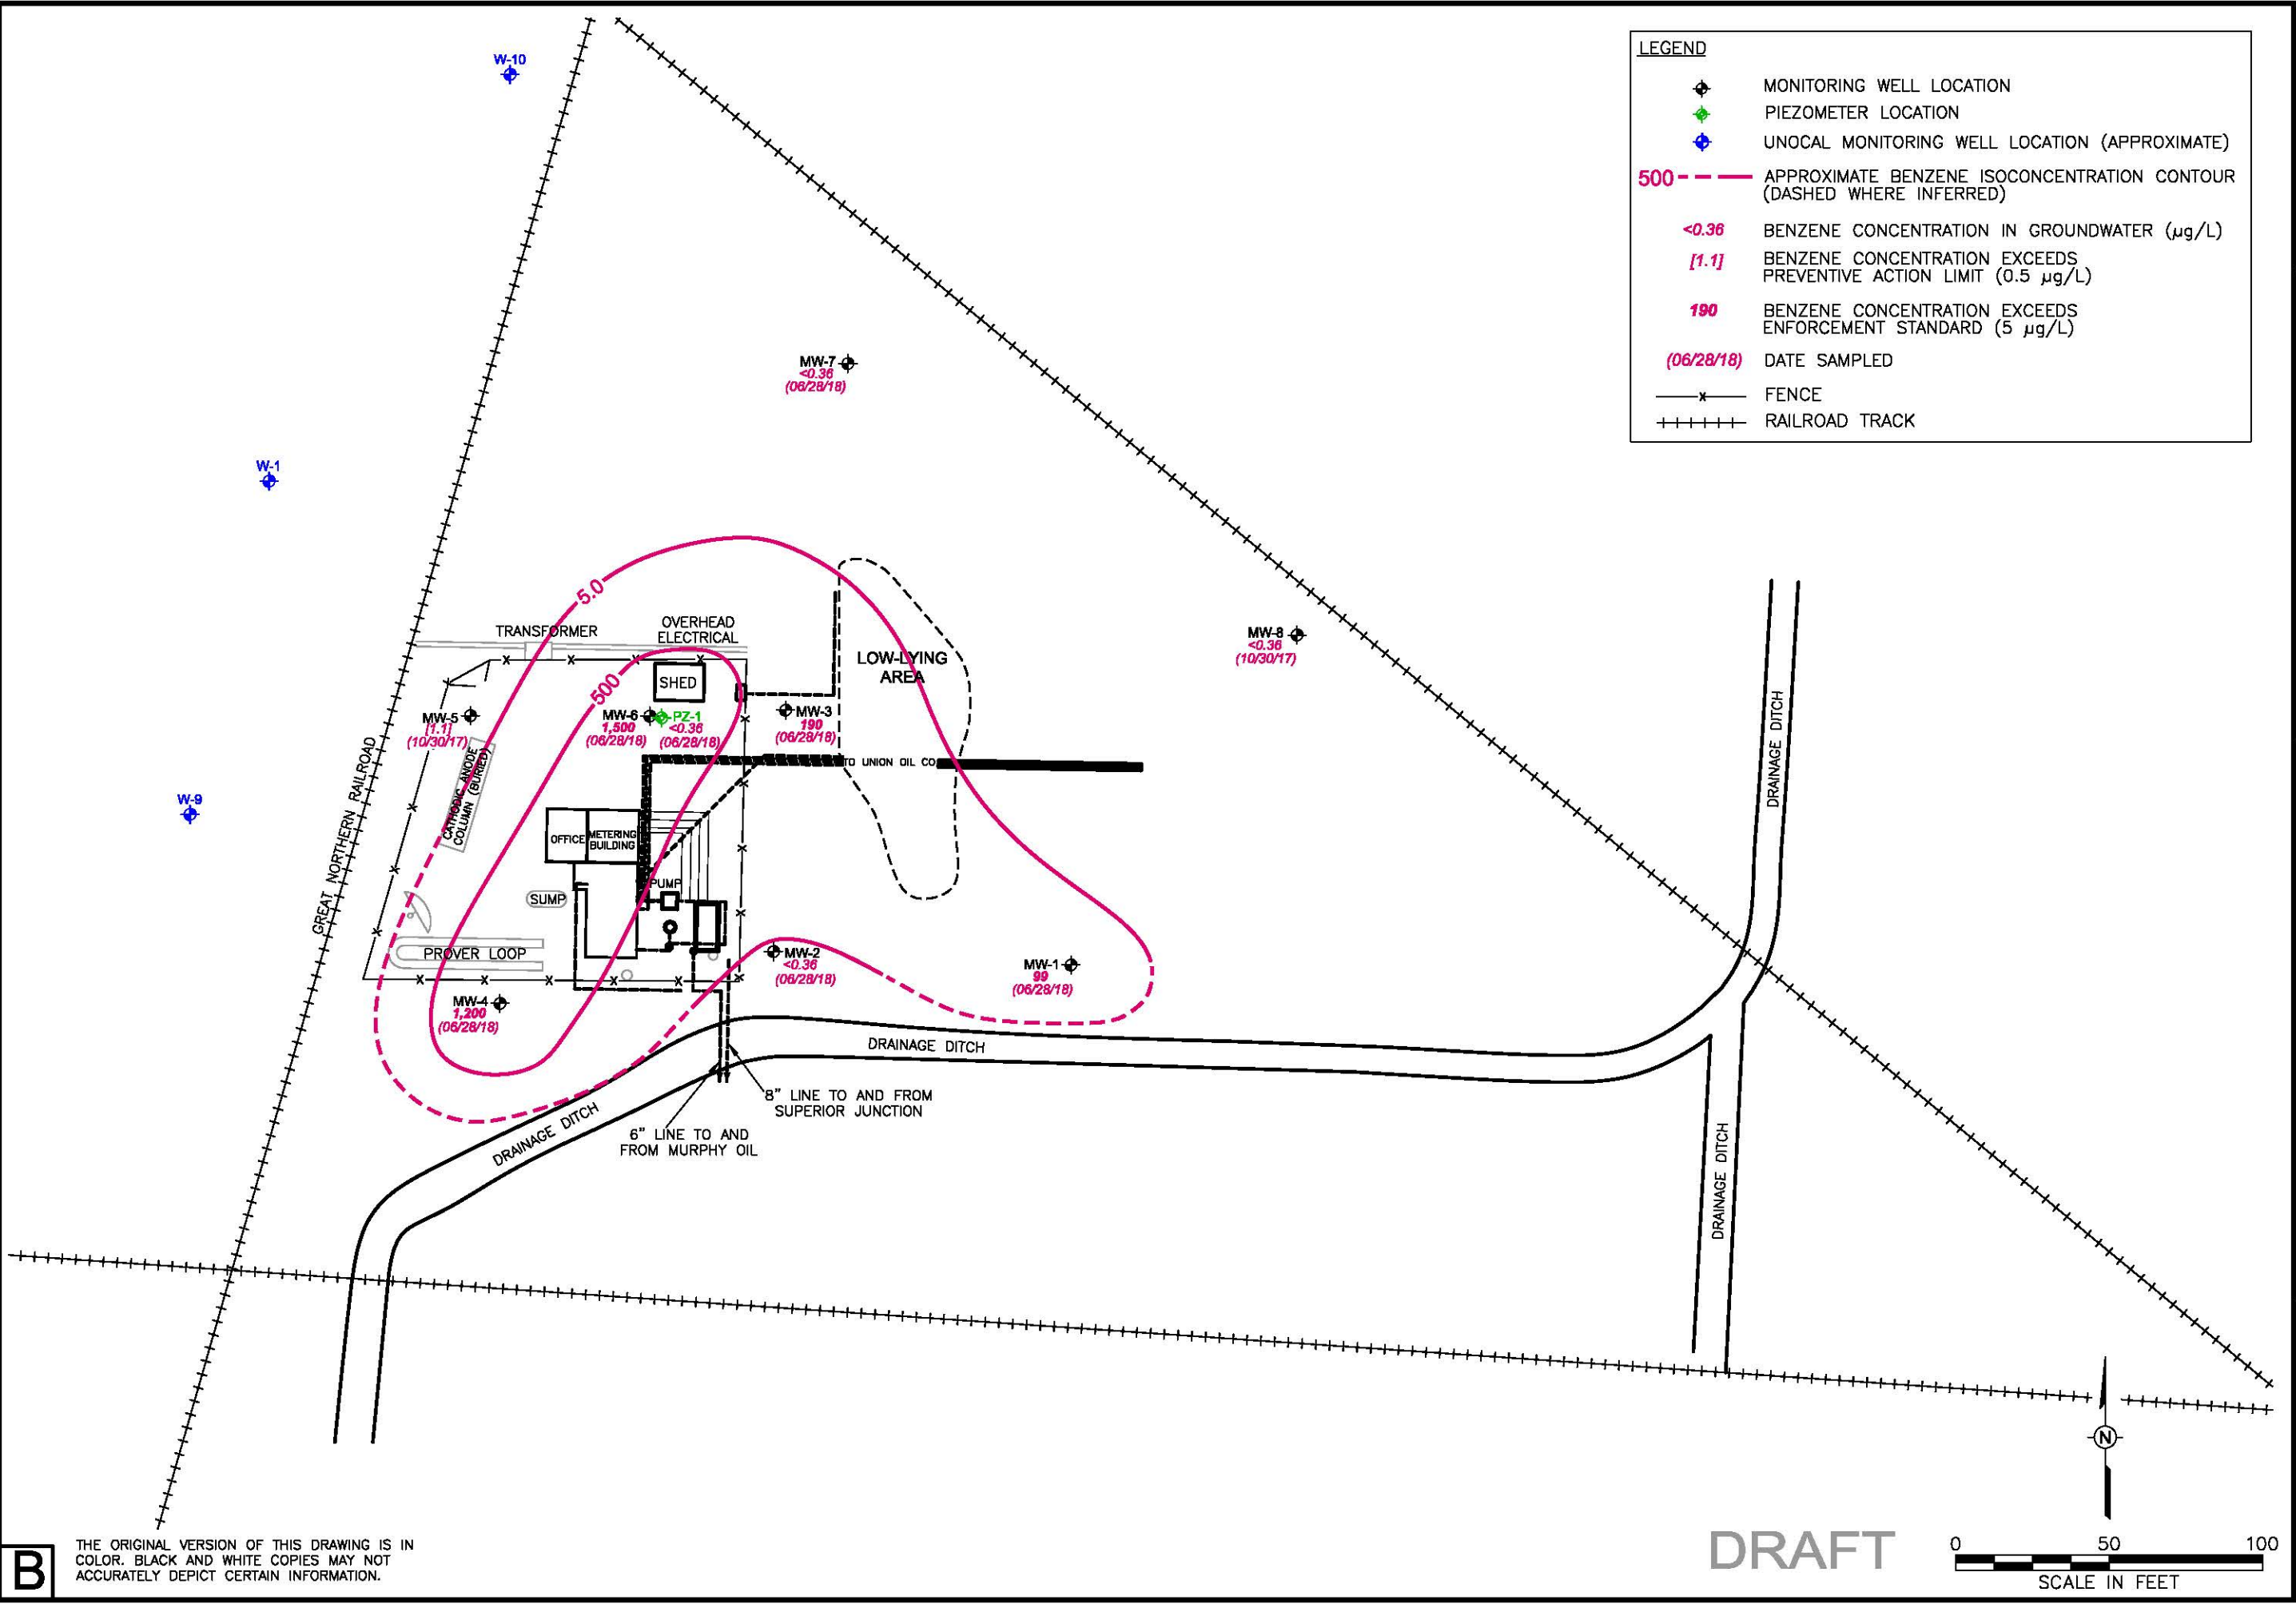 W-10
LEGEND
MONITORING WELL LOCATION
PIEZOMETER LOCATION
UNOCAL MONITORING WELL LOCATION (APPROXIMATE)
500 APPROXIMATE BENZENE ISOCONCENTRATION CONTOUR
(DASHED WHERE INFERRED)
<0.36 BENZENE CONCENTRATION IN GROUNDWATER (µg/L)
[1.1] BENZENE CONCENTRATION EXCEEDS
PREVENTIVE ACTION LIMIT (0.5 µg/L)
190 BENZENE CONCENTRATION EXCEEDS
ENFORCEMENT STANDARD (5 µg/L)
(06/28/18) DATE SAMPLED
FENCE
RAILROAD TRACK
MW-7
<0.36
(06/28/18)
W-1
5.0
TRANSFORMER
OVERHEAD
ELECTRICAL
MW-8
<0.36
(10/30/17)
LOW-LYING
AREA
SHED
500
MW-5
[1.1]
(10/30/17)
MW-6
1,500
(06/28/18)
PZ-1
<0.36
(06/28/18)
MW-3
190
(06/28/18)
TO UNION OIL CO
DRAINAGE DITCH
GREAT NORTHERN RAILROAD
CATHODIC ANODE
COLUMN (BURIED)
W-9
OFFICE
METERING
BUILDING
PUMP
SUMP
PROVER LOOP
MW-2
<0.36
(06/28/18)
MW-1
99
(06/28/18)
MW-4
1,200
(06/28/18)
DRAINAGE DITCH
8" LINE TO AND FROM
SUPERIOR JUNCTION
DRAINAGE DITCH
6" LINE TO AND
FROM MURPHY OIL
DRAINAGE DITCH
N
B
THE ORIGINAL VERSION OF THIS DRAWING IS IN
COLOR. BLACK AND WHITE COPIES MAY NOT
ACCURATELY DEPICT CERTAIN INFORMATION.
DRAFT
0 50 100
SCALE IN FEET